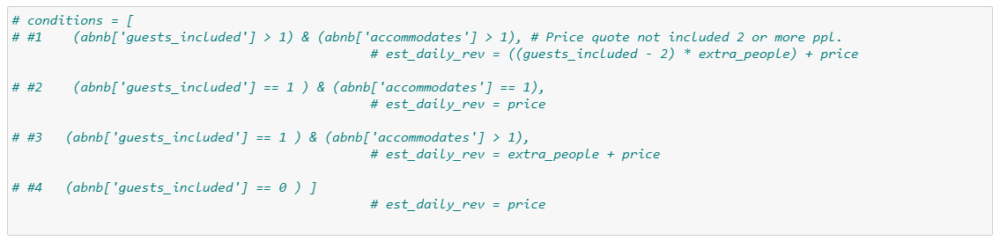 # conditions = [
# #1    (abnb['guests_included'] > 1) & (abnb['accommodates'] > 1), # Price quote not included 2 or more ppl.
# est_daily_rev = ((guests_included - 2) * extra_people) + price
# #2    (abnb['guests_included'] == 1 ) & (abnb['accommodates'] == 1),
# est_daily_rev = price
# #3   (abnb['guests_included'] == 1 ) & (abnb['accommodates'] > 1),
# est_daily_rev = extra_people + price
# #4   (abnb['guests_included'] == 0 ) ]
# est_daily_rev = price